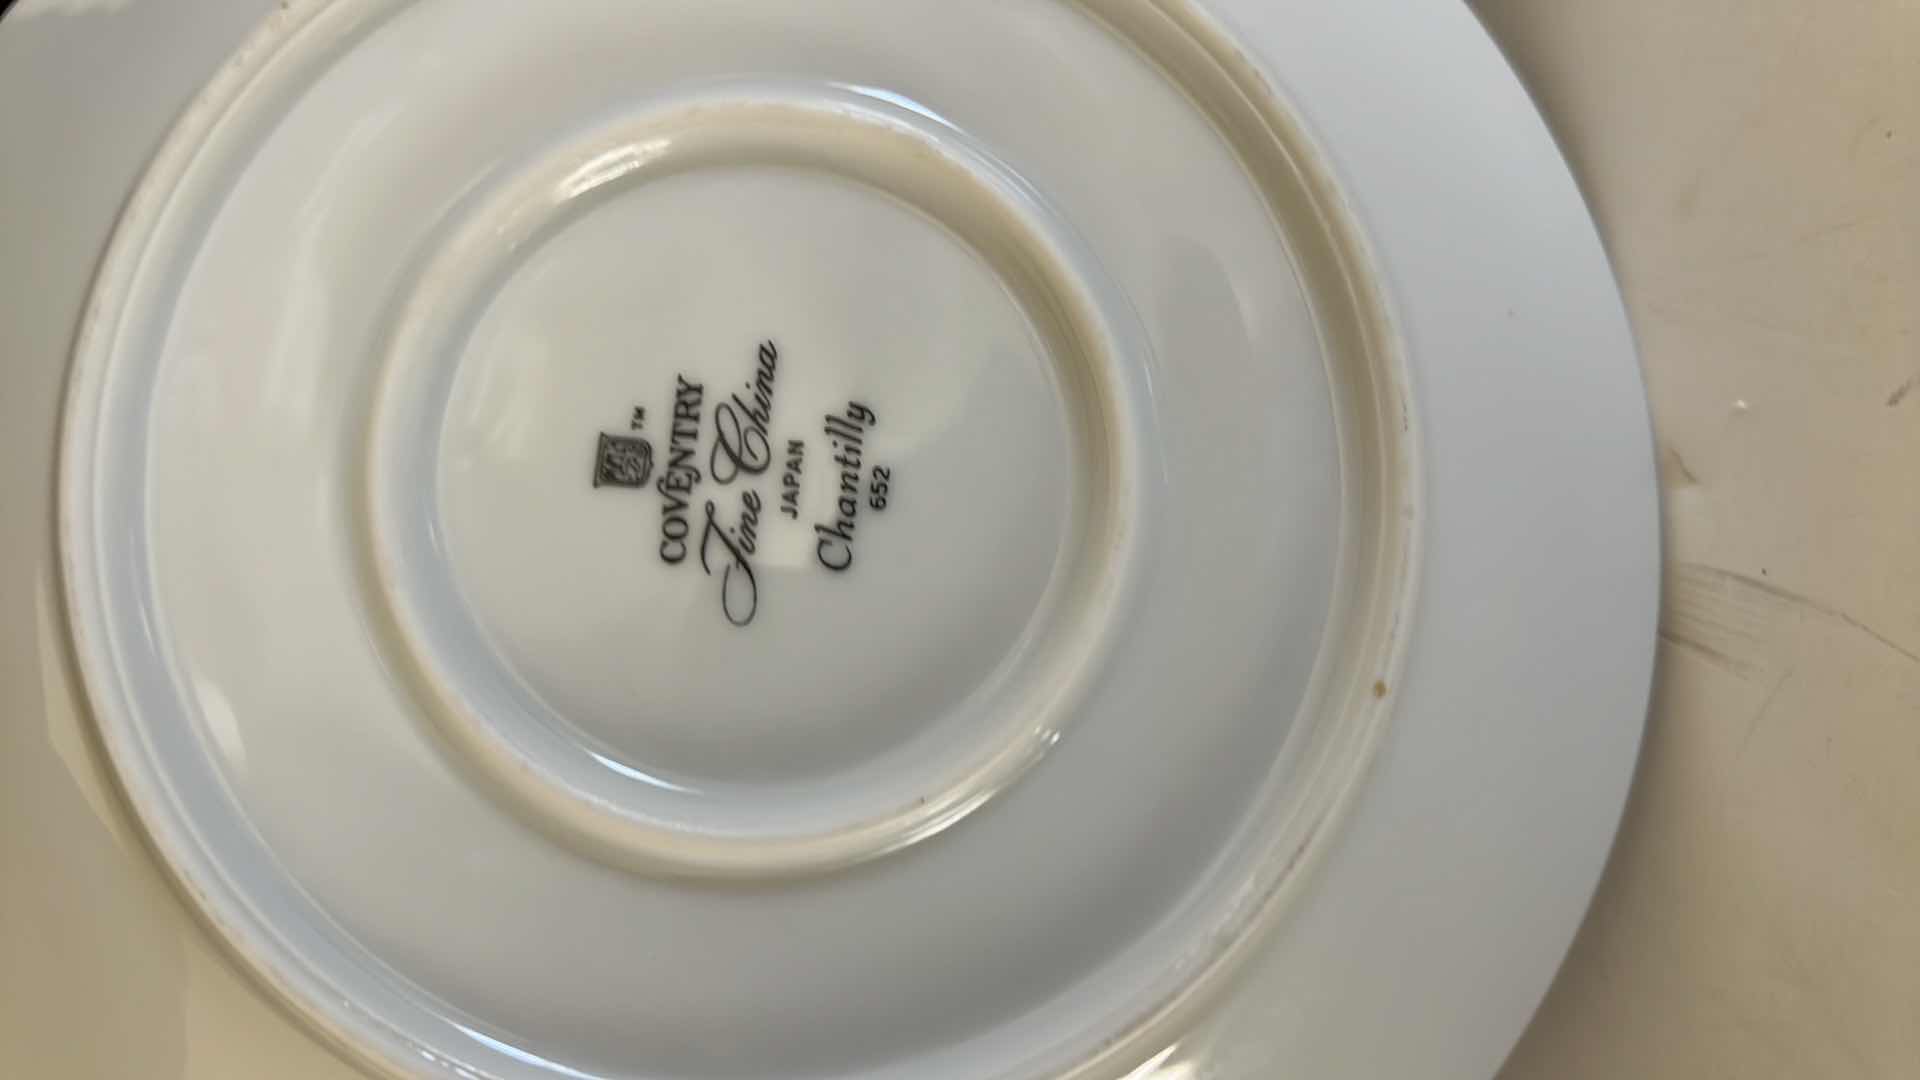 TM
COVENTRY
Fine China
JAPAN
Chantilly
652